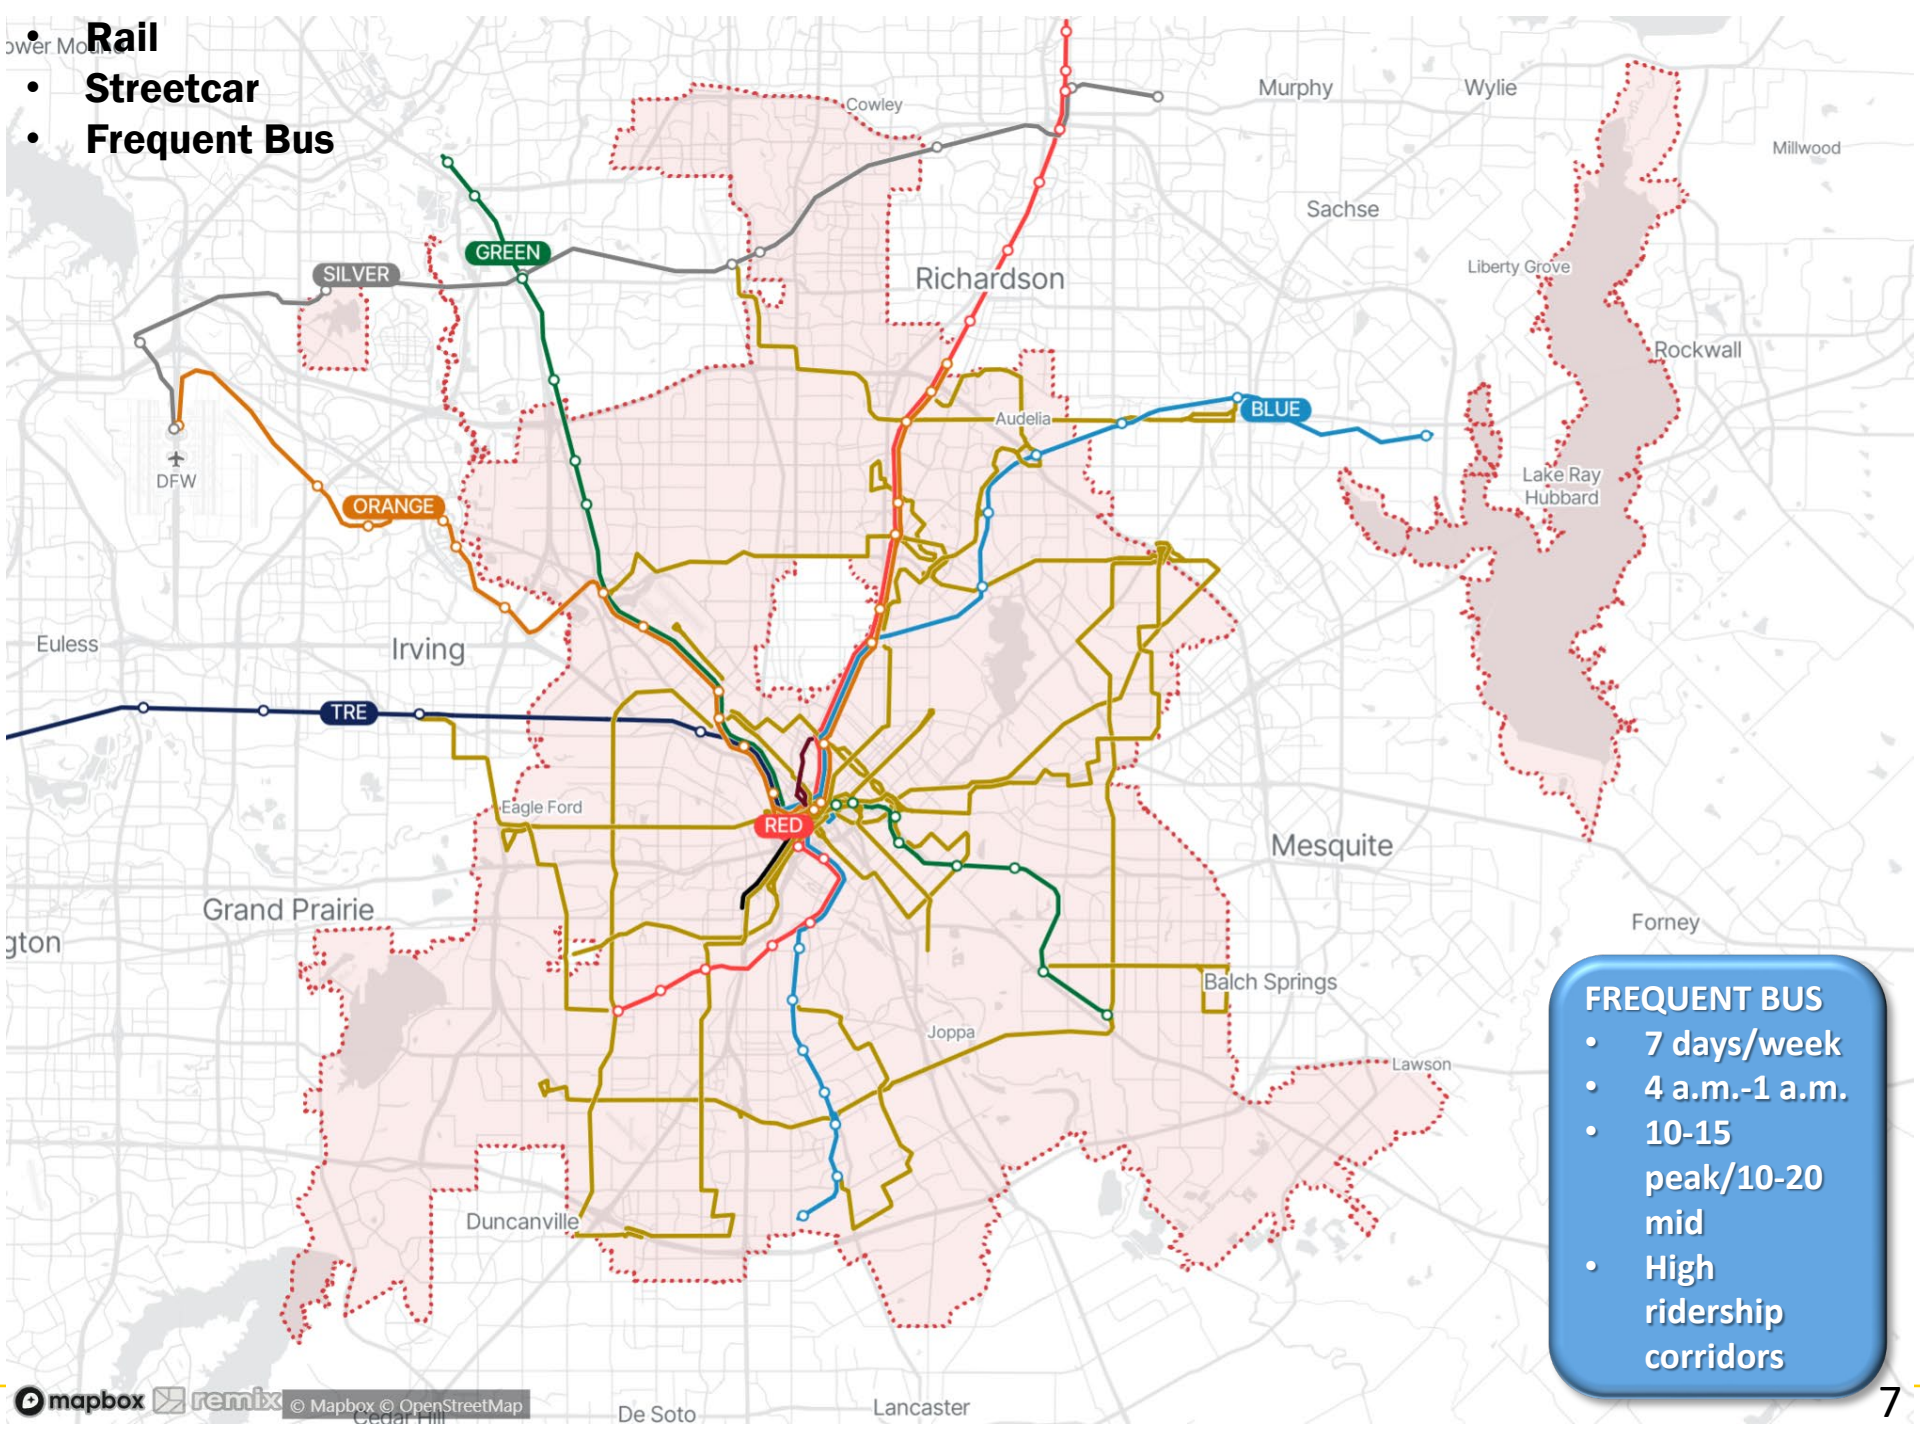 • Rail
• Streetcar
• Frequent Bus
Cowley
Murphy
Wylie
Millwood
Sachse
GREEN
SILVER
Richardson
Liberty Grove
Rockwall
BLUE
Audelia
DFW
ORANGE
Lake Ray
Hubbard
Euless
Irving
TRE
Eagle Ford
RED
Mesquite
Grand Prairie
gton
Forney
Balch Springs
Joppa
Lawson
Duncanville
FREQUENT BUS
• 7 days/week
• 4 a.m.-1 a.m.
• 10-15
peak/10-20
mid
• High
ridership
corridors
mapbox remix © Mapbox © OpenStreetMap
Cedar Hill
De Soto
Lancaster
7